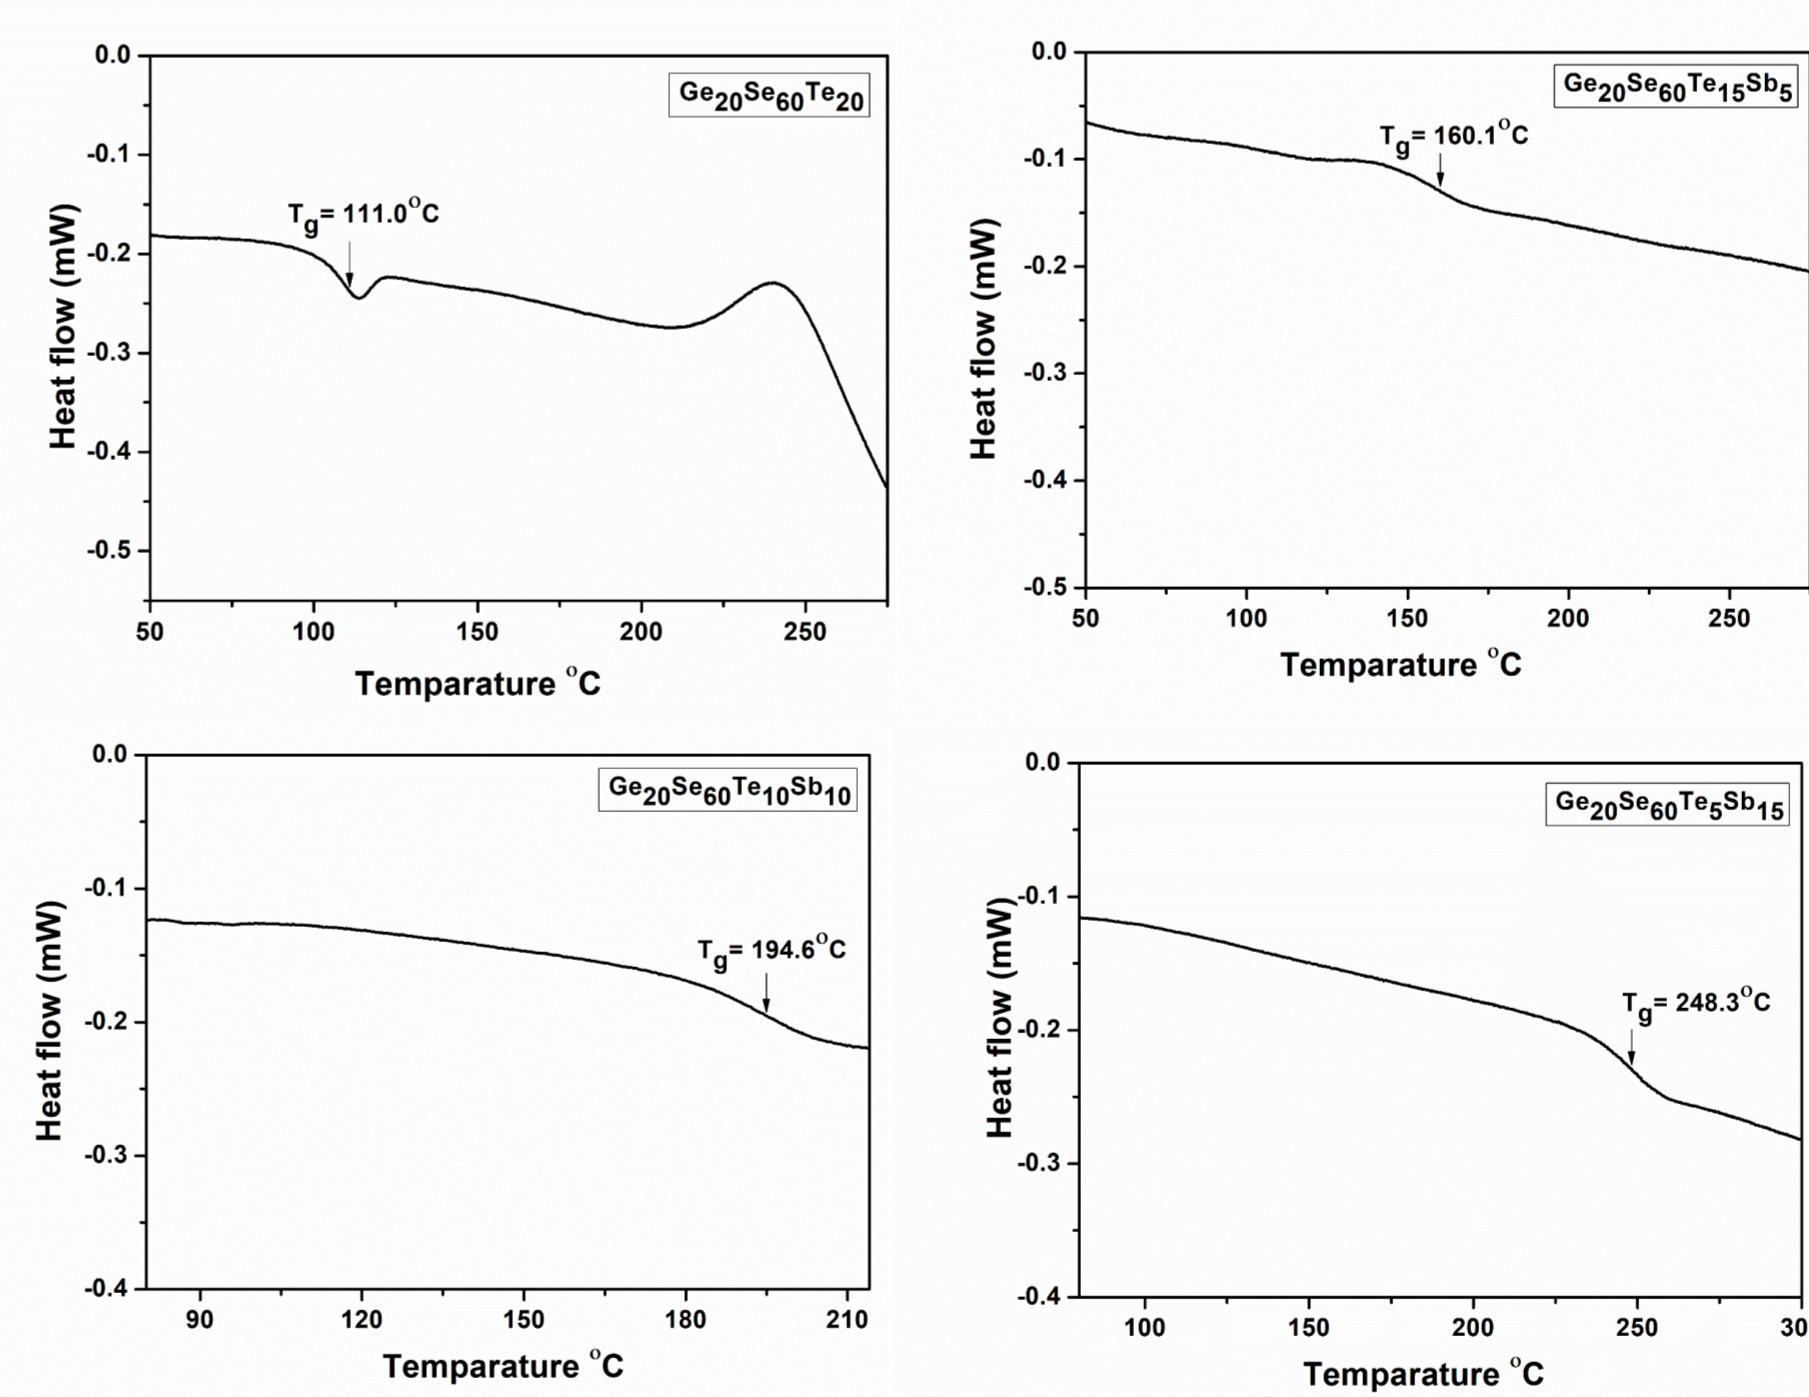 Ge20Se60Te20
Tg= 111.0oC
0.0
-0.1
-0.2
-0.3
-0.4
-0.5
Heat flow (mW)
50 100 150 200 250
Temparature oC
Ge20Se60Te15Sb5
Tg= 160.1oC
0.0
-0.1
-0.2
-0.3
-0.4
-0.5
Heat flow (mW)
50 100 150 200 250
Temparature oC
Ge20Se60Te10Sb10
Tg= 194.6oC
0.0
-0.1
-0.2
-0.3
-0.4
Heat flow (mW)
90 120 150 180 210
Temparature oC
Ge20Se60Te5Sb15
Tg= 248.3oC
0.0
-0.1
-0.2
-0.3
-0.4
Heat flow (mW)
100 150 200 250 30
Temparature oC